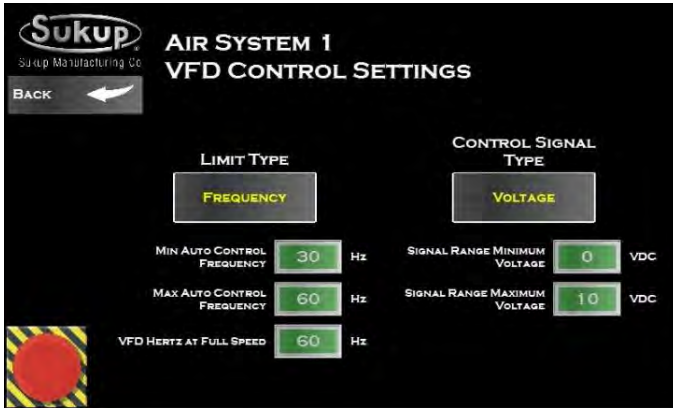 Sukup
Sukup Manufacturing Co
AIR SYSTEM 1
VFD CONTROL SETTINGS
BACK
LIMIT TYPE
FREQUENCY
MIN AUTO CONTROL
FREQUENCY
30 HZ
MAX AUTO CONTROL
FREQUENCY
60 HZ
VFD HERTZ AT FULL SPEED 60 HZ
CONTROL SIGNAL
TYPE
VOLTAGE
SIGNAL RANGE MINIMUM
VOLTAGE
0 VDC
SIGNAL RANGE MAXIMUM
VOLTAGE
10 VDC